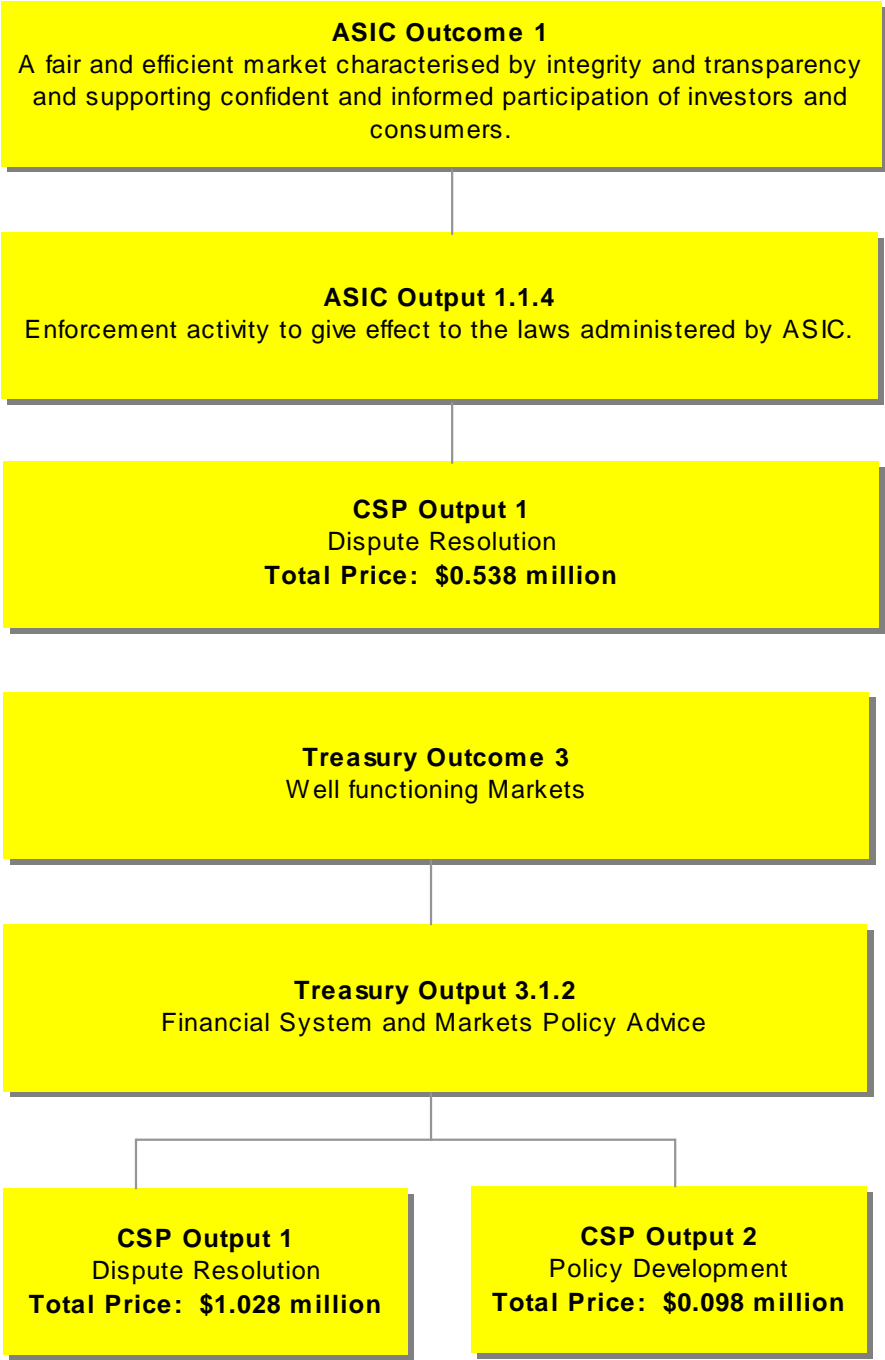 ASIC Outcome 1
A fair and efficient market characterised by integrity and transparency
and supporting confident and informed participation of investors and
consumers.
ASIC Output 1.1.4
Enforcement activity to give effect to the laws administered by ASIC.
CSP Output 1
Dispute Resolution
Total Price: $0.538 million
Treasury Outcome 3
Well functioning Markets
Treasury Output 3.1.2
Financial System and Markets Policy Advice
CSP Output 1
Dispute Resolution
Total Price: $1.028 million
CSP Output 2
Policy Development
Total Price: $0.098 million